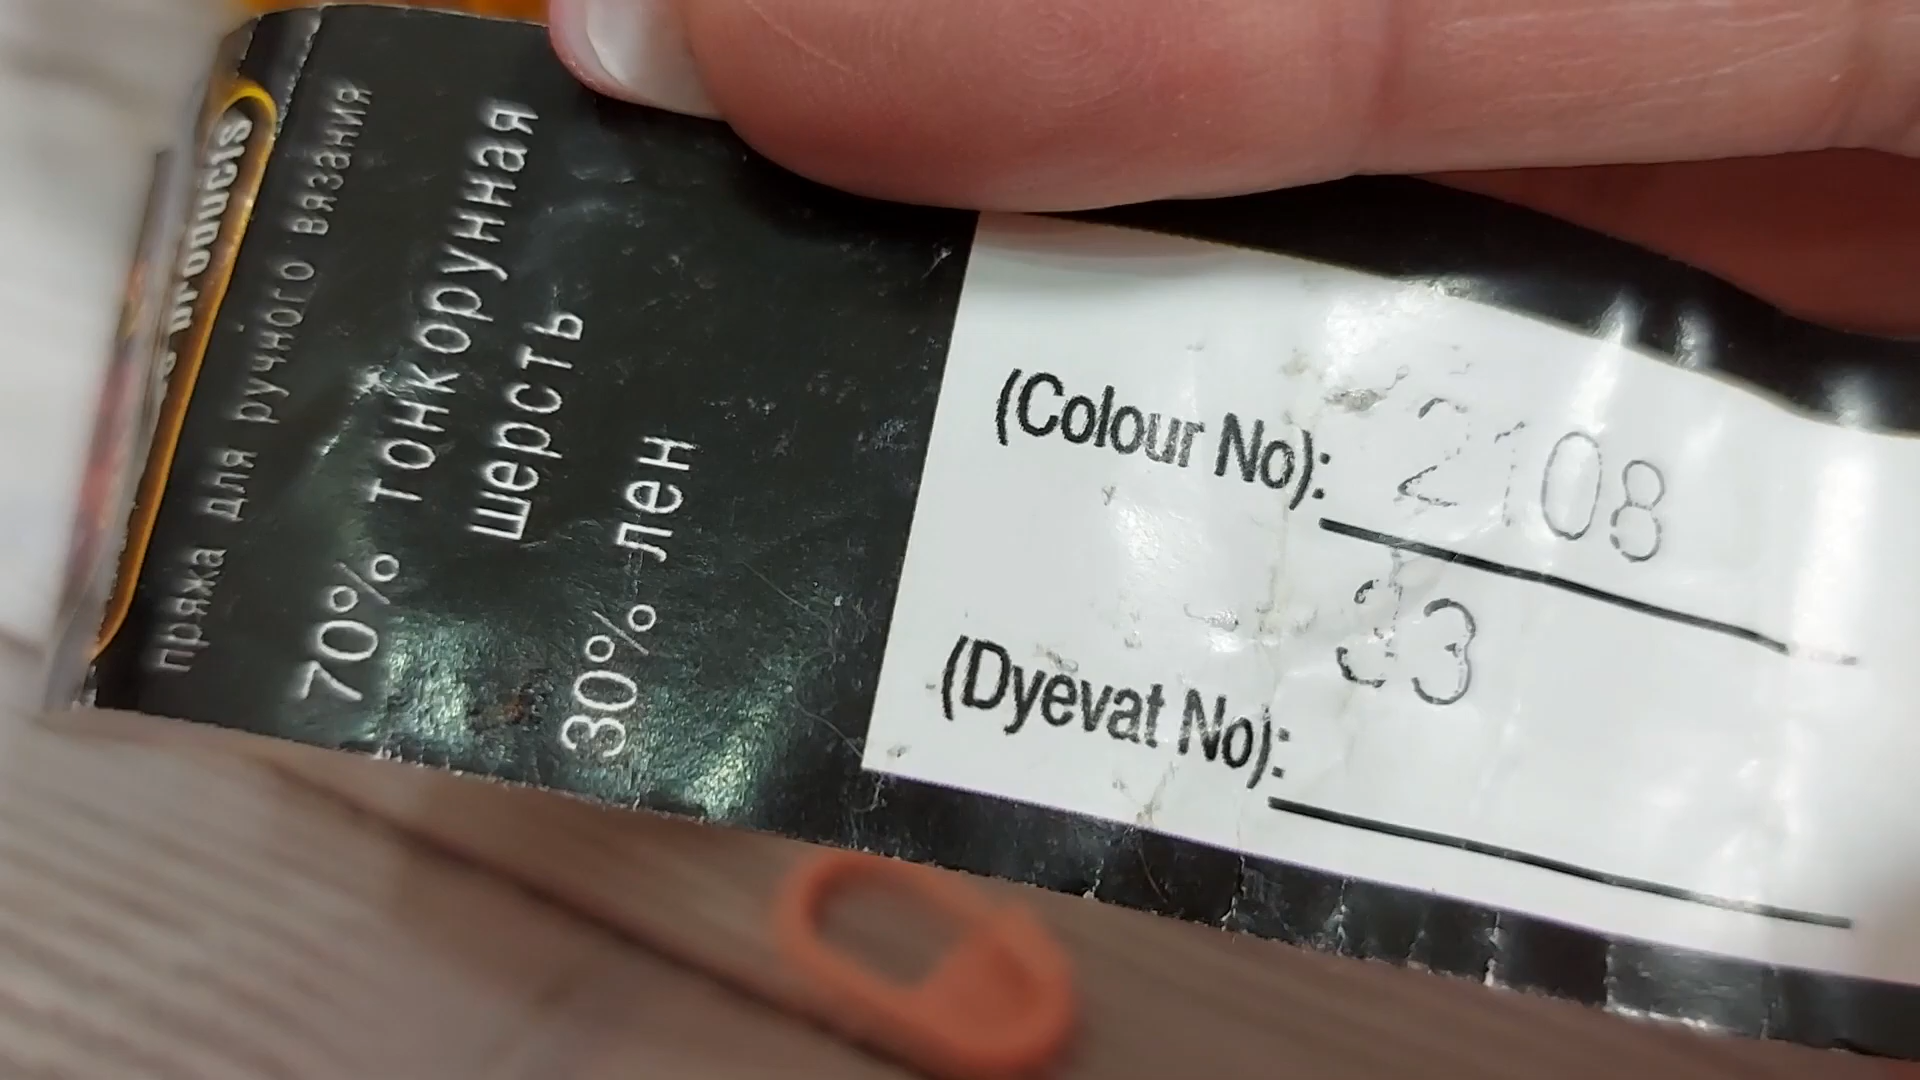 products
пряжа для ручного вязания
70% тонкорунная
шерсть
30% лен
(Colour No): 2108
33
(Dyevat No):